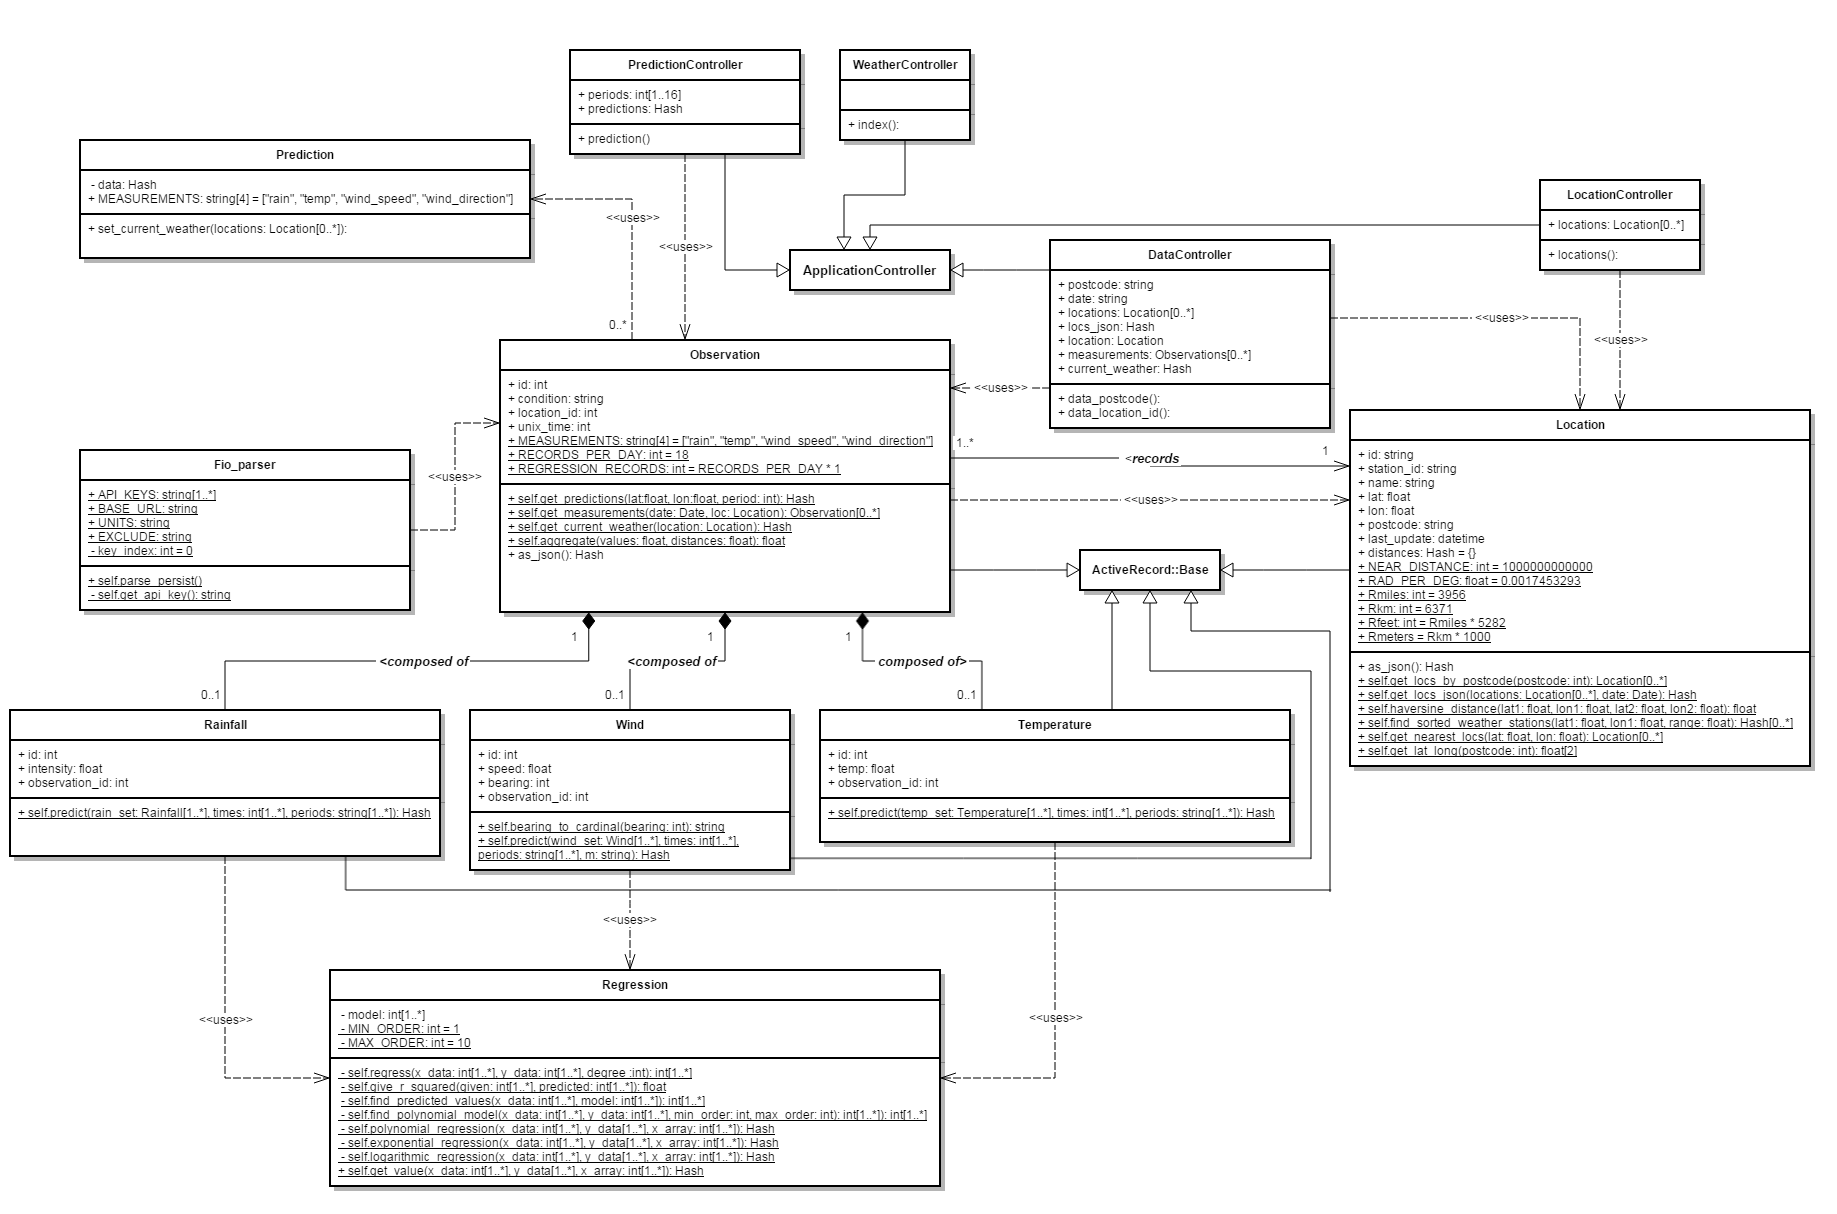 PredictionController
+ periods: int[1..16]
+ predictions: Hash
+ prediction()
WeatherController
+ index():
Prediction
- data: Hash
+ MEASUREMENTS: string[4] = ["rain", "temp", "wind_speed", "wind_direction"]
+ set_current_weather(locations: Location[0..*]):
LocationController
+ locations: Location[0..*]
+ locations():
<<uses>>
<<uses>>
ApplicationController
DataController
+ postcode: string
+ date: string
+ locations: Location[0..*]
+ locs_json: Hash
+ location: Location
+ measurements: Observations[0..*]
+ current_weather: Hash
+ data_postcode():
+ data_location_id():
<<uses>>
<<uses>>
<<uses>>
0..*
Observation
+ id: int
+ condition: string
+ location_id: int
+ unix_time: int
+ MEASUREMENTS: string[4] = ["rain", "temp", "wind_speed", "wind_direction"]
+ RECORDS_PER_DAY: int = 18
+ REGRESSION_RECORDS: int = RECORDS_PER_DAY * 1
+ self.get_predictions(lat:float, lon:float, period: int): Hash
+ self.get_measurements(date: Date, loc: Location): Observation[0..*]
+ self.get_current_weather(location: Location): Hash
+ self.aggregate(values: float, distances: float): float
+ as_json(): Hash
1..*
<records
1
<<uses>>
Fio_parser
+ API_KEYS: string[1..*]
+ BASE_URL: string
+ UNITS: string
+ EXCLUDE: string
- key_index: int = 0
+ self.parse_persist()
- self.get_api_key(): string
<<uses>>
Location
+ id: string
+ station_id: string
+ name: string
+ lat: float
+ lon: float
+ postcode: string
+ last_update: datetime
+ distances: Hash = {}
+ NEAR_DISTANCE: int = 1000000000000
+ RAD_PER_DEG: float = 0.0017453293
+ Rmiles: int = 3956
+ Rkm: int = 6371
+ Rfeet: int = Rmiles * 5282
+ Rmeters = Rkm * 1000
+ as_json(): Hash
+ self.get_locs_by_postcode(postcode: int): Location[0..*]
+ self.get_locs_json(locations: Location[0..*], date: Date): Hash
+ self.haversine_distance(lat1: float, lon1: float, lat2: float, lon2: float): float
+ self.find_sorted_weather_stations(lat1: float, lon1: float, range: float): Hash[0..*]
+ self.get_nearest_locs(lat: float, lon: float): Location[0..*]
+ self.get_lat_long(postcode: int): float[2]
ActiveRecord::Base
1
1
1
<composed of
<composed of
composed of>
0..1
0..1
0..1
Rainfall
+ id: int
+ intensity: float
+ observation_id: int
+ self.predict(rain_set: Rainfall[1..*], times: int[1..*], periods: string[1..*]): Hash
Wind
+ id: int
+ speed: float
+ bearing: int
+ observation_id: int
+ self.bearing_to_cardinal(bearing: int): string
+ self.predict(wind_set: Wind[1..*], times: int[1..*],
periods: string[1..*], m: string): Hash
Temperature
+ id: int
+ temp: float
+ observation_id: int
+ self.predict(temp_set: Temperature[1..*], times: int[1..*], periods: string[1..*]): Hash
<<uses>>
<<uses>>
<<uses>>
Regression
- model: int[1..*]
- MIN_ORDER: int = 1
- MAX_ORDER: int = 10
- self.regress(x_data: int[1..*], y_data: int[1..*], degree :int): int[1..*]
- self.give_r_squared(given: int[1..*], predicted: int[1..*]): float
- self.find_predicted_values(x_data: int[1..*], model: int[1..*]): int[1..*]
- self.find_polynomial_model(x_data: int[1..*], y_data: int[1..*], min_order: int, max_order: int): int[1..*]): int[1..*]
- self.polynomial_regression(x_data: int[1..*], y_data[1..*], x_array: int[1..*]): Hash
- self.exponential_regression(x_data: int[1..*], y_data[1..*], x_array: int[1..*]): Hash
- self.logarithmic_regression(x_data: int[1..*], y_data[1..*], x_array: int[1..*]): Hash
+ self.get_value(x_data: int[1..*], y_data[1..*], x_array: int[1..*]): Hash